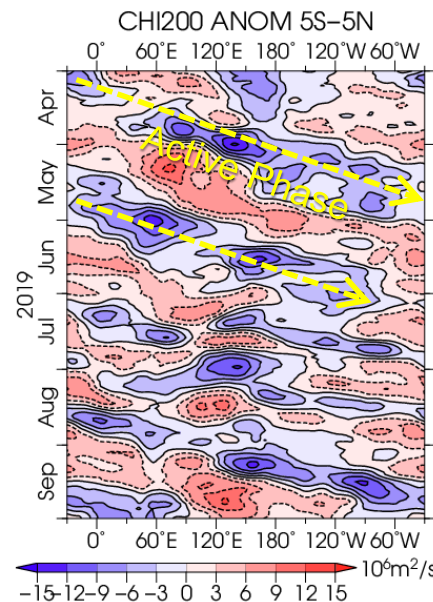 CHI200 ANOM 5S−5N
0° 60°E 120°E 180° 120°W 60°W
Apr
May
Active Phase
Jun
2019
Jul
Aug
Sep
0° 60°E 120°E 180° 120°W 60°W
−15 −12 −9 −6 −3 0 3 6 9 12 15 10⁶m²/s